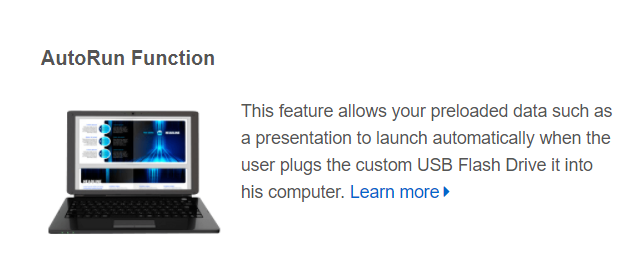 AutoRun Function
This feature allows your preloaded data such as
a presentation to launch automatically when the
user plugs the custom USB Flash Drive it into
his computer. Learn more